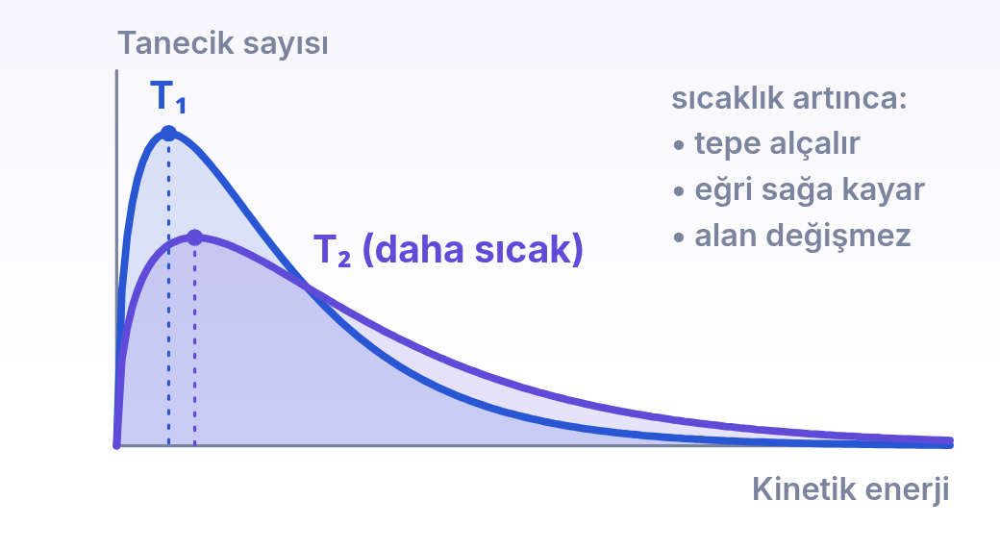 Tanecik sayısı
T₁
sıcaklık artınca:
• tepe alçalır
• eğri sağa kayar
• alan değişmez
T₂ (daha sıcak)
Kinetik enerji